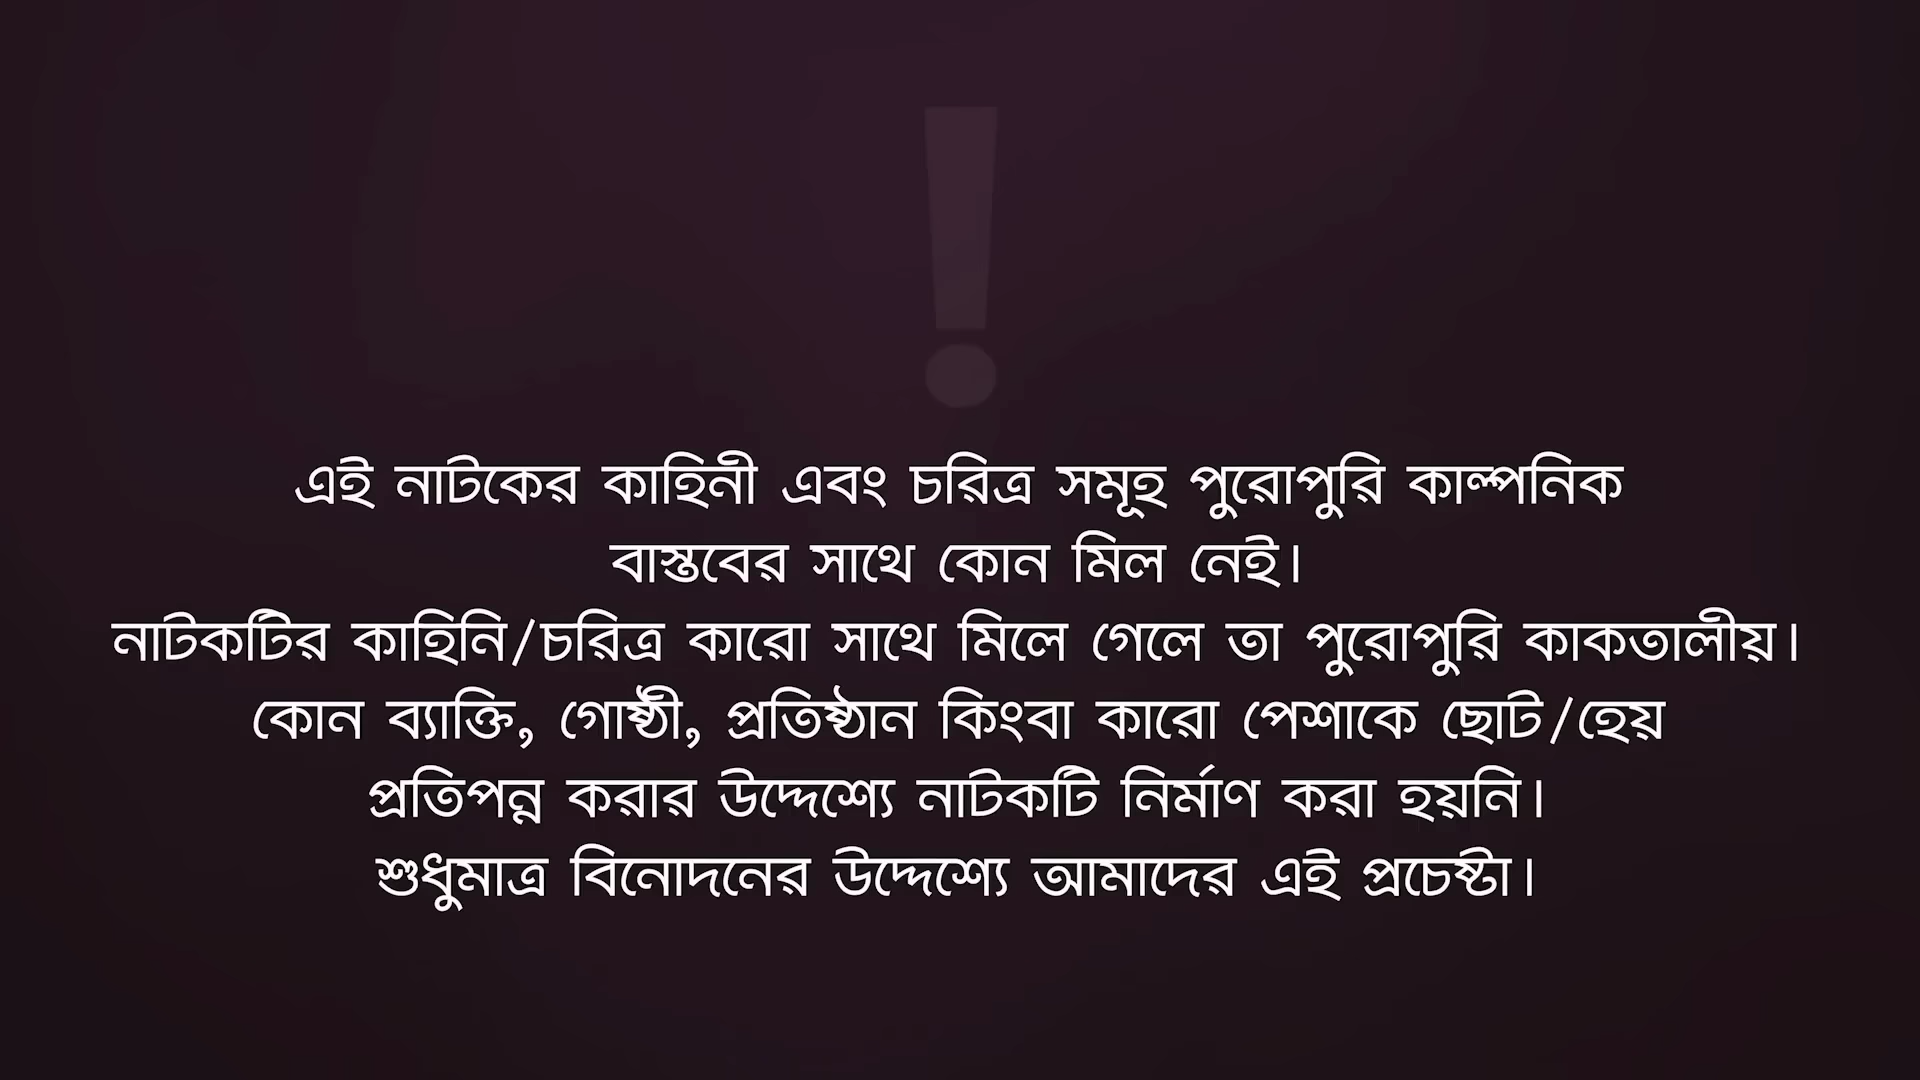 এই নাটকের কাহিনী এবং চরিত্র সমূহ পুরোপুরি কাল্পনিক
বাস্তবের সাথে কোন মিল নেই।
নাটকটির কাহিনি/চরিত্র কারো সাথে মিলে গেলে তা পুরোপুরি কাকতালীয়।
কোন ব্যাক্তি, গোষ্ঠী, প্রতিষ্ঠান কিংবা কারো পেশাকে ছোট/হেয়
প্রতিপন্ন করার উদ্দেশ্যে নাটকটি নির্মাণ করা হয়নি।
শুধুমাত্র বিনোদনের উদ্দেশ্যে আমাদের এই প্রচেষ্টা।